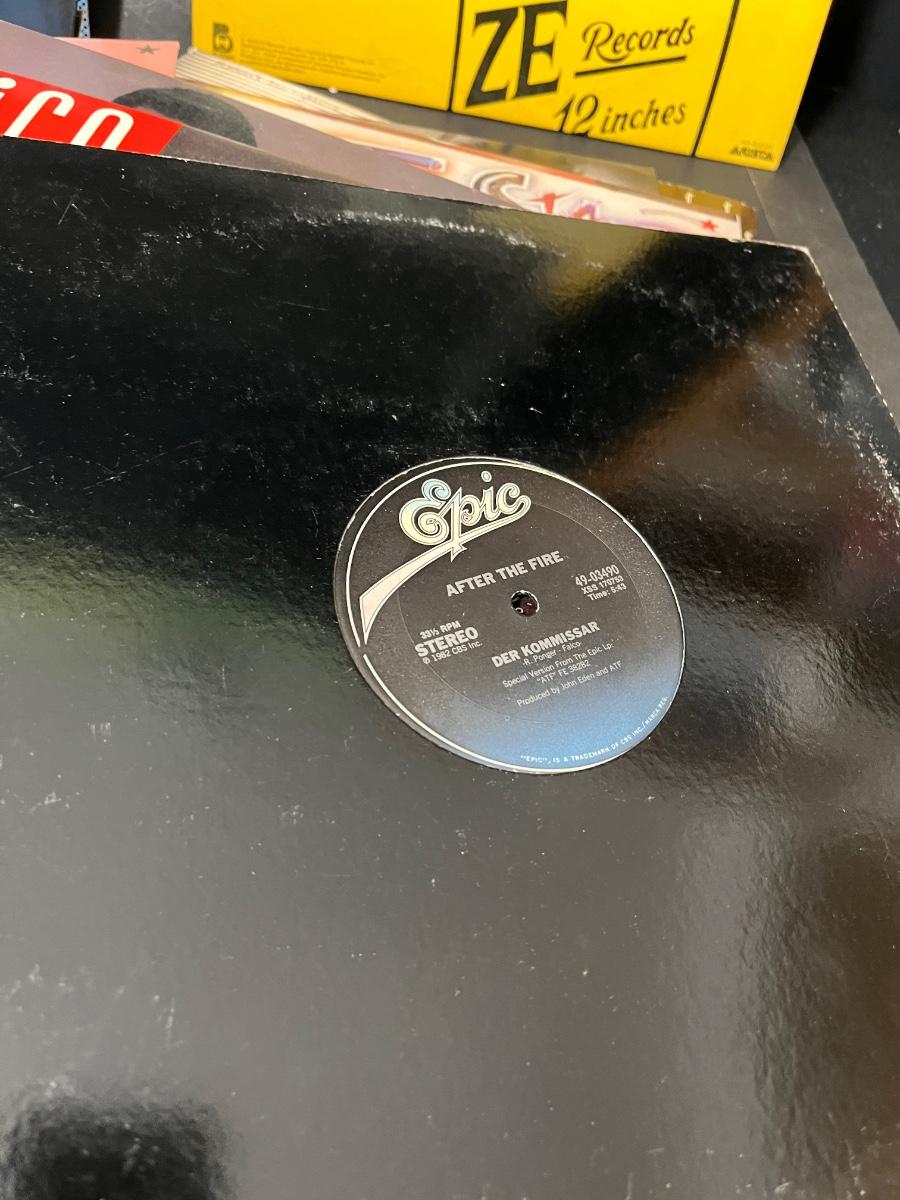 ZE Records
12 inches
ARISTA
Epic
AFTER THE FIRE
49-03490
XSS 170753
Time: 5:43
33⅓ RPM
STEREO
℗ 1982 CBS Inc.
DER KOMMISSAR
-R. Ponger - Falco-
Special Version From The Epic Lp:
"ATF" FE 38282
Produced by John Eden and ATF
"EPIC", IS A TRADEMARK OF CBS INC./MARCA REG.